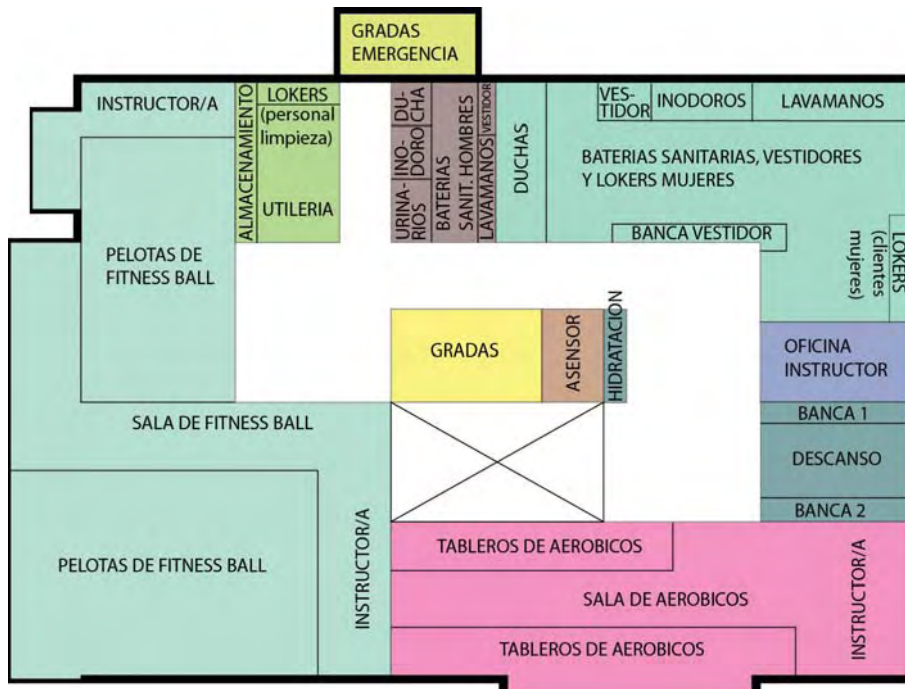 GRADAS
EMERGENCIA
INSTRUCTOR/A
ALMACENAMIENTO
LOKERS
(personal
limpieza)
UTILERIA
DU-
CHA
INO-
DORO
URINA-
RIOS
BATERIAS
SANIT. HOMBRES
VESTIDOR
LAVAMANOS
DUCHAS
VES-
TIDOR
INODOROS
LAVAMANOS
BATERIAS SANITARIAS, VESTIDORES
Y LOKERS MUJERES
BANCA VESTIDOR
LOKERS
(clientes
mujeres)
PELOTAS DE
FITNESS BALL
GRADAS
ASENSOR
HIDRATACION
OFICINA
INSTRUCTOR
SALA DE FITNESS BALL
BANCA 1
DESCANSO
BANCA 2
PELOTAS DE FITNESS BALL
INSTRUCTOR/A
TABLEROS DE AEROBICOS
SALA DE AEROBICOS
TABLEROS DE AEROBICOS
INSTRUCTOR/A